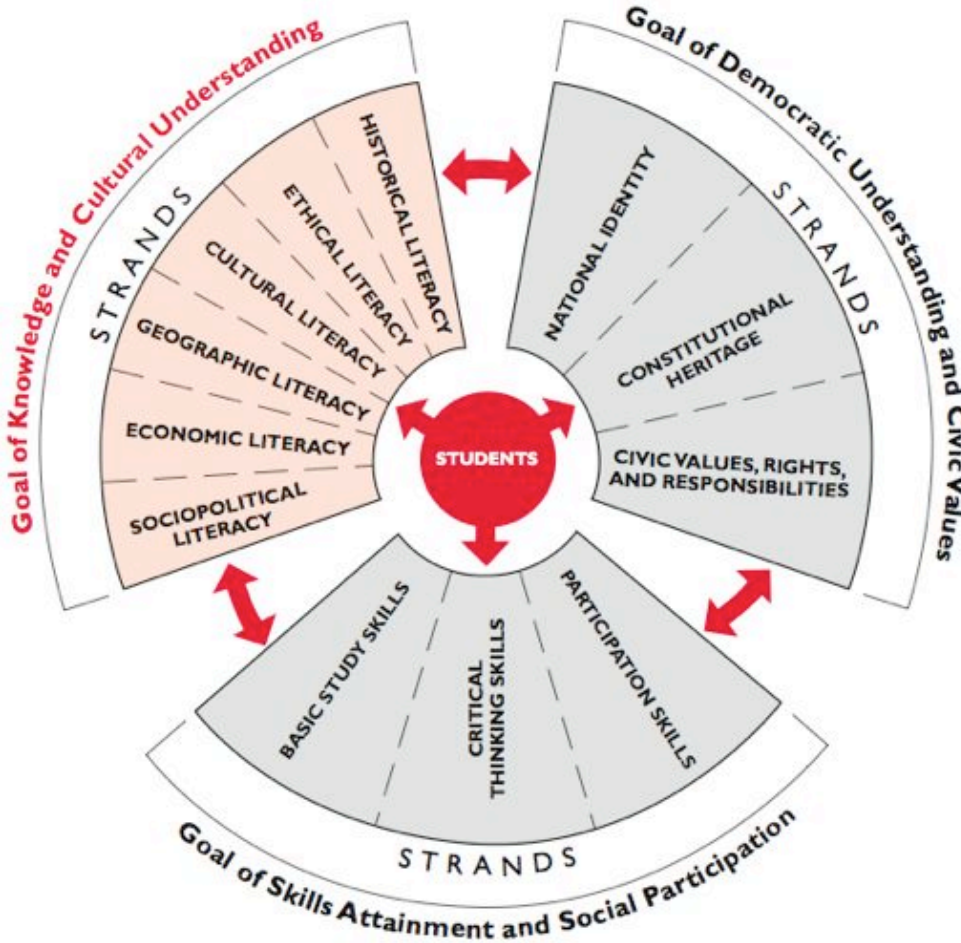 Goal of Knowledge and Cultural Understanding
STRANDS
HISTORICAL LITERACY
ETHICAL LITERACY
CULTURAL LITERACY
GEOGRAPHIC LITERACY
ECONOMIC LITERACY
SOCIOPOLITICAL
LITERACY
Goal of Democratic Understanding and Civic Values
STRANDS
NATIONAL IDENTITY
CONSTITUTIONAL
HERITAGE
CIVIC VALUES, RIGHTS,
AND RESPONSIBILITIES
STUDENTS
BASIC STUDY SKILLS
CRITICAL
THINKING SKILLS
PARTICIPATION SKILLS
STRANDS
Goal of Skills Attainment and Social Participation